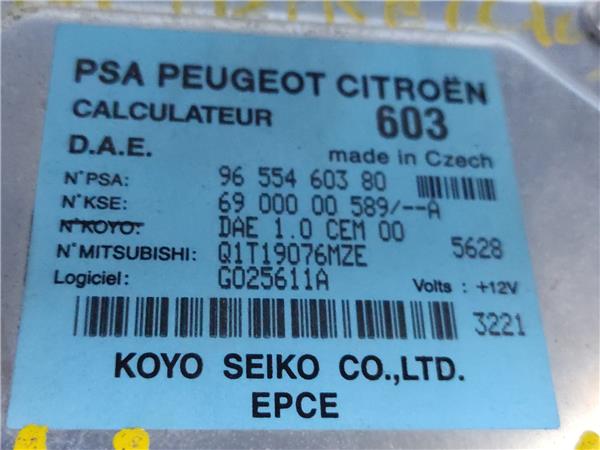 PSA PEUGEOT CITROËN
CALCULATEUR 603
D.A.E. made in Czech
N°PSA: 96 554 603 80
N°KSE: 69 000 00 589/--A
N°KOYO: DAE 1.0 CEM 00
N°MITSUBISHI: Q1T19076MZE 5628
Logiciel: G025611A Volts : +12V
3221
KOYO SEIKO CO.,LTD.
EPCE